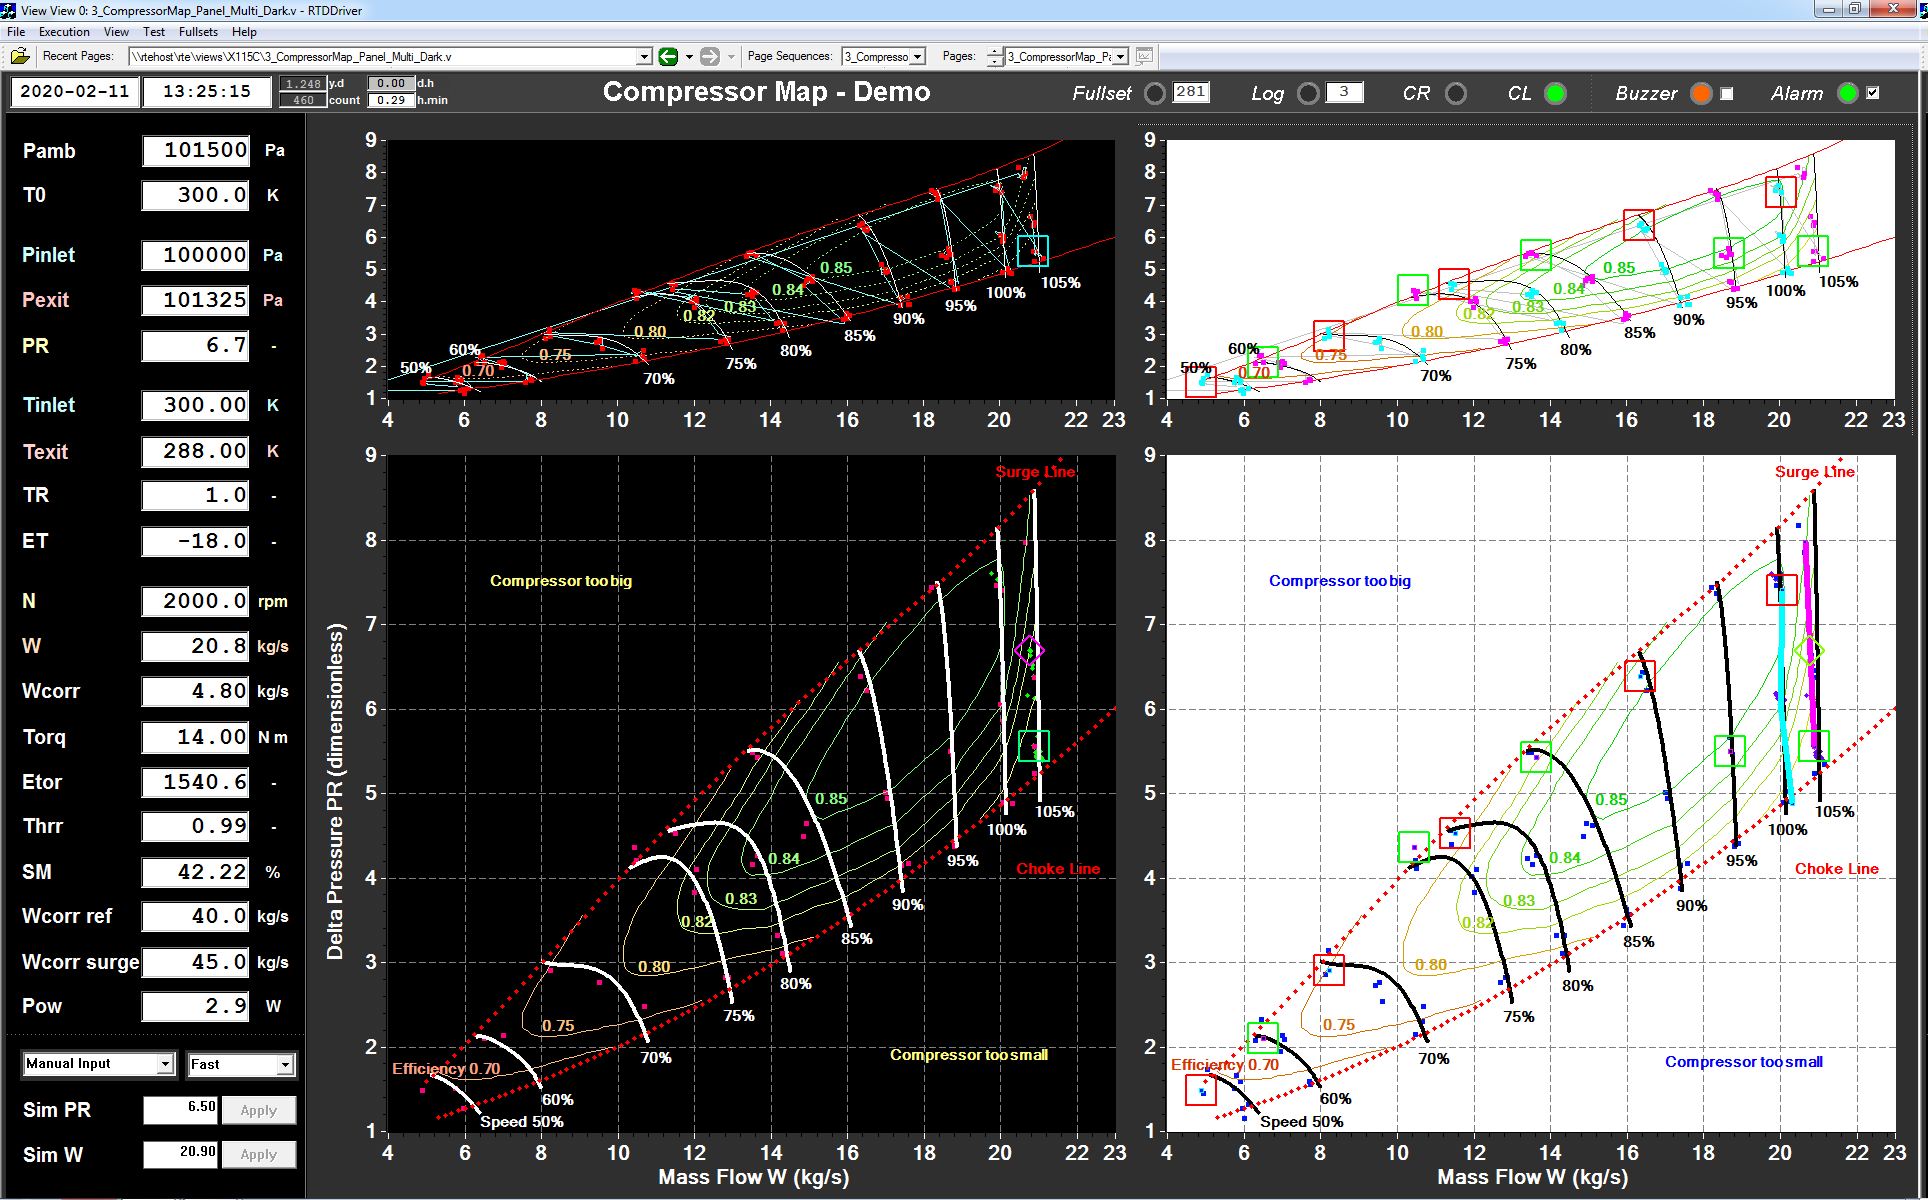 View View 0: 3_CompressorMap_Panel_Multi_Dark.v - RTDDriver
File Execution View Test Fullsets Help
Recent Pages: \\rtehost\rte\views\X115C\3_CompressorMap_Panel_Multi_Dark.v Page Sequences: 3_Compresso Pages: 3_CompressorMap_Pa
2020-02-11 13:25:15 1.248 y.d 0.00 d.h
460 count 0.29 h.min
Compressor Map - Demo Fullset 281 Log 3 CR CL Buzzer Alarm
Pamb 101500 Pa
T0 300.0 K
Pinlet 100000 Pa
Pexit 101325 Pa
PR 6.7 -
Tinlet 300.00 K
Texit 288.00 K
TR 1.0 -
ET -18.0 -
N 2000.0 rpm
W 20.8 kg/s
Wcorr 4.80 kg/s
Torq 14.00 N m
Etor 1540.6 -
Thrr 0.99 -
SM 42.22 %
Wcorr ref 40.0 kg/s
Wcorr surge 45.0 kg/s
Pow 2.9 W
Manual Input Fast
Sim PR 6.50 Apply
Sim W 20.90 Apply
9
8
7
6
5
4
3
2
1
0.85
0.84
0.83
0.82
0.80
0.75
0.70
50%
60%
70%
75%
80%
85%
90%
95%
100%
105%
4 6 8 10 12 14 16 18 20 22 23
9
8
7
6
5
4
3
2
1
0.85
0.84
0.83
0.82
0.80
0.75
0.70
50%
60%
70%
75%
80%
85%
90%
95%
100%
105%
4 6 8 10 12 14 16 18 20 22 23
Delta Pressure PR (dimensionless)
9
8
7
6
5
4
3
2
1
Surge Line
Compressor too big
0.85
0.84
0.83
0.82
0.80
0.75
Efficiency 0.70
105%
100%
95%
90%
85%
80%
75%
70%
60%
Speed 50%
Choke Line
Compressor too small
4 6 8 10 12 14 16 18 20 22 23
Mass Flow W (kg/s)
9
8
7
6
5
4
3
2
1
Surge Line
Compressor too big
0.85
0.84
0.83
0.82
0.80
0.75
Efficiency 0.70
105%
100%
95%
90%
85%
80%
75%
70%
60%
Speed 50%
Choke Line
Compressor too small
4 6 8 10 12 14 16 18 20 22 23
Mass Flow W (kg/s)